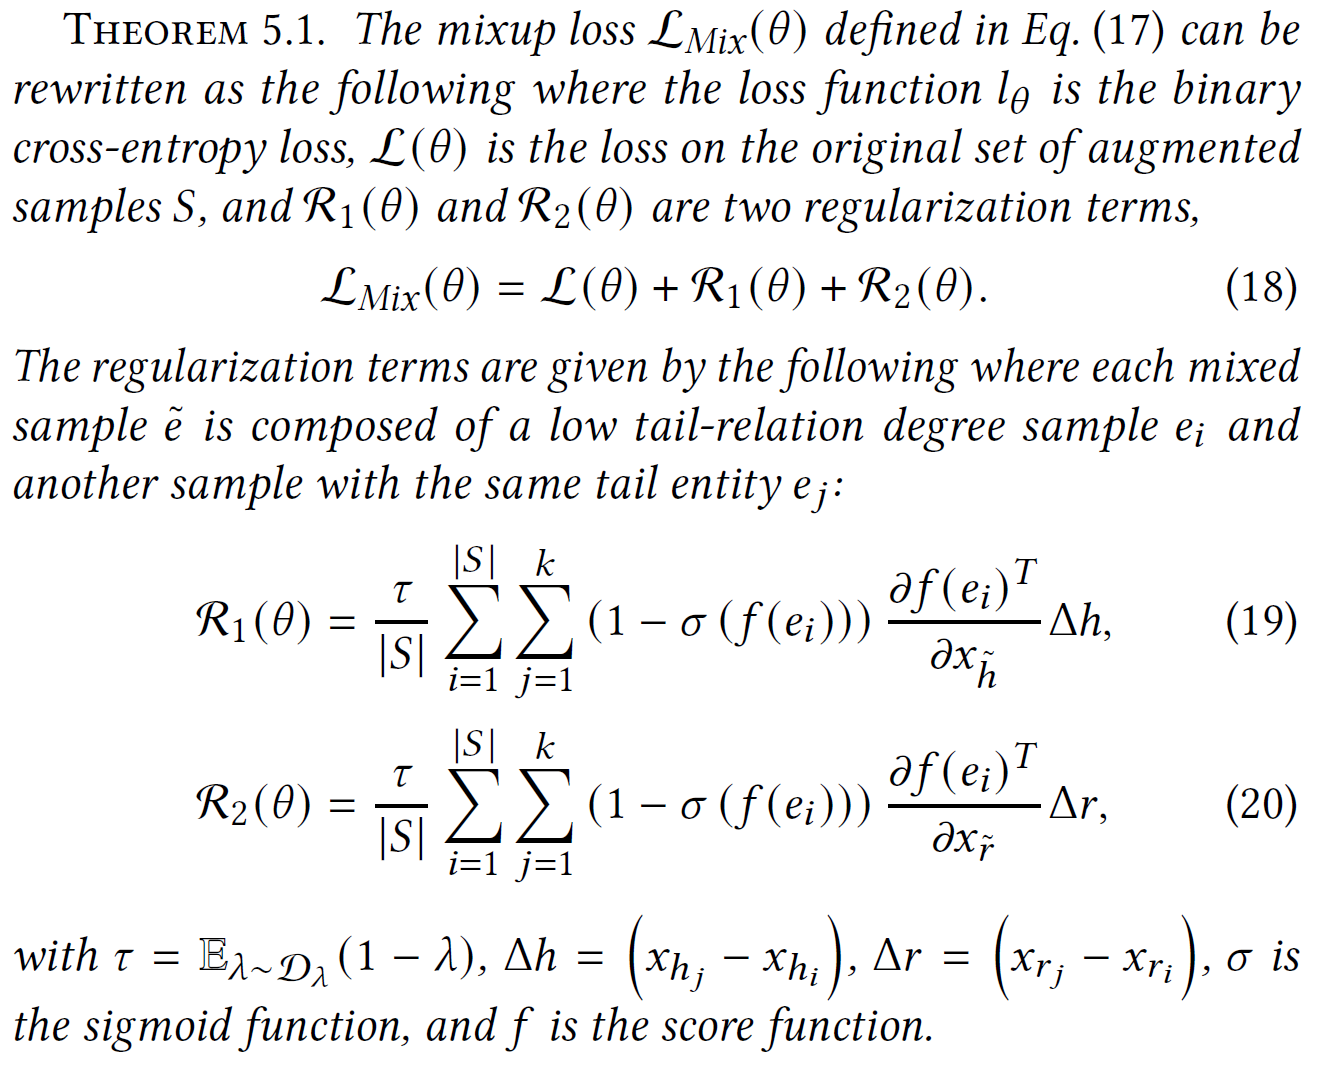 THEOREM 5.1. The mixup loss $\mathcal{L}_{Mix}(\theta)$ defined in Eq. (17) can be
rewritten as the following where the loss function $l_\theta$ is the binary
cross-entropy loss, $\mathcal{L}(\theta)$ is the loss on the original set of augmented
samples $S$, and $\mathcal{R}_1(\theta)$ and $\mathcal{R}_2(\theta)$ are two regularization terms,
$\mathcal{L}_{Mix}(\theta) = \mathcal{L}(\theta) + \mathcal{R}_1(\theta) + \mathcal{R}_2(\theta).$ (18)
The regularization terms are given by the following where each mixed
sample $\tilde{e}$ is composed of a low tail-relation degree sample $e_i$ and
another sample with the same tail entity $e_j$:
$\mathcal{R}_1(\theta) = \frac{\tau}{|S|} \sum_{i=1}^{|S|} \sum_{j=1}^{k} (1 - \sigma (f(e_i))) \frac{\partial f(e_i)^T}{\partial x_{\tilde{h}}} \Delta h,$ (19)
$\mathcal{R}_2(\theta) = \frac{\tau}{|S|} \sum_{i=1}^{|S|} \sum_{j=1}^{k} (1 - \sigma (f(e_i))) \frac{\partial f(e_i)^T}{\partial x_{\tilde{r}}} \Delta r,$ (20)
with $\tau = \mathbb{E}_{\lambda \sim \mathcal{D}_\lambda}(1 - \lambda)$, $\Delta h = \left(x_{h_j} - x_{h_i}\right)$, $\Delta r = \left(x_{r_j} - x_{r_i}\right)$, $\sigma$ is
the sigmoid function, and $f$ is the score function.